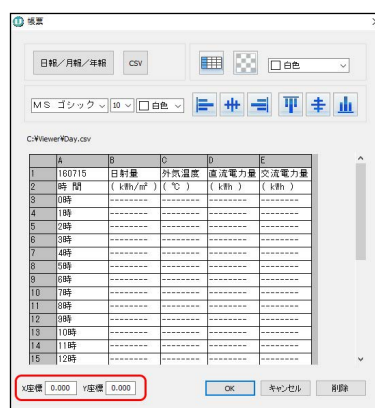 帳票
日報/月報/年報 CSV 白色
MS ゴシック 10 白色
C:¥Viewer¥Day.csv
A B C D E
1 160715 日射量 外気温度 直流電力量 交流電力量
2 時 間 ( kWh/㎡ ) ( ℃ ) ( kWh ) ( kWh )
3 0時 ------- ------- ------- -------
4 1時 ------- ------- ------- -------
5 2時 ------- ------- ------- -------
6 3時 ------- ------- ------- -------
7 4時 ------- ------- ------- -------
8 5時 ------- ------- ------- -------
9 6時 ------- ------- ------- -------
10 7時 ------- ------- ------- -------
11 8時 ------- ------- ------- -------
12 9時 ------- ------- ------- -------
13 10時 ------- ------- ------- -------
14 11時 ------- ------- ------- -------
15 12時 ------- ------- ------- -------
X座標 0.000 Y座標 0.000 OK キャンセル 削除